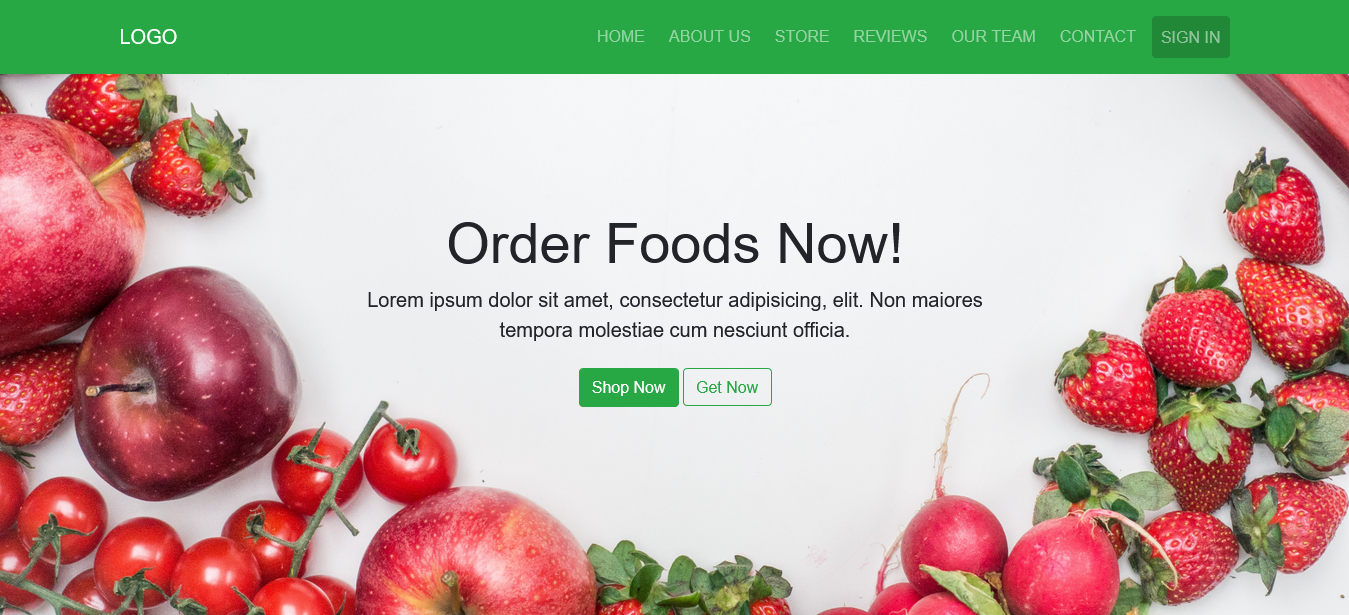 LOGO HOME ABOUT US STORE REVIEWS OUR TEAM CONTACT SIGN IN
Order Foods Now!
Lorem ipsum dolor sit amet, consectetur adipisicing, elit. Non maiores
tempora molestiae cum nesciunt officia.
Shop Now Get Now